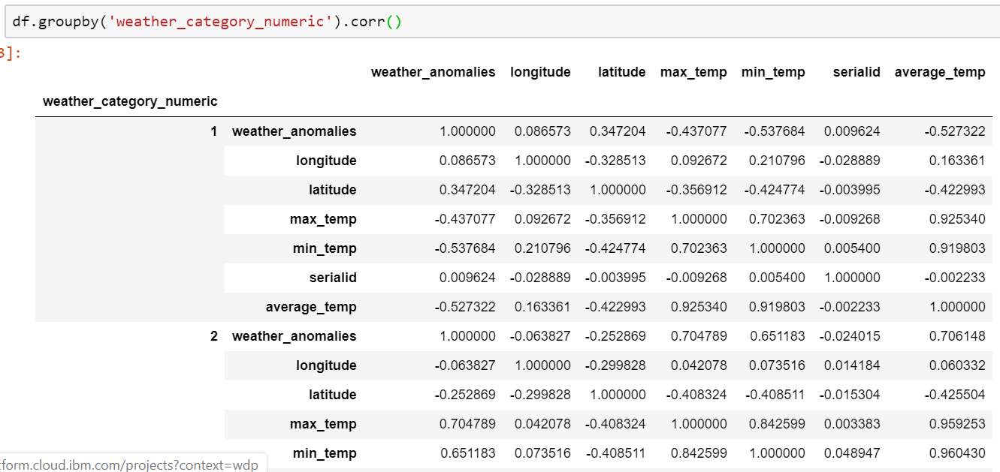 df.groupby('weather_category_numeric').corr()
3]:
weather_anomalies longitude latitude max_temp min_temp serialid average_temp
weather_category_numeric
1 weather_anomalies 1.000000 0.086573 0.347204 -0.437077 -0.537684 0.009624 -0.527322
longitude 0.086573 1.000000 -0.328513 0.092672 0.210796 -0.028889 0.163361
latitude 0.347204 -0.328513 1.000000 -0.356912 -0.424774 -0.003995 -0.422993
max_temp -0.437077 0.092672 -0.356912 1.000000 0.702363 -0.009268 0.925340
min_temp -0.537684 0.210796 -0.424774 0.702363 1.000000 0.005400 0.919803
serialid 0.009624 -0.028889 -0.003995 -0.009268 0.005400 1.000000 -0.002233
average_temp -0.527322 0.163361 -0.422993 0.925340 0.919803 -0.002233 1.000000
2 weather_anomalies 1.000000 -0.063827 -0.252869 0.704789 0.651183 -0.024015 0.706148
longitude -0.063827 1.000000 -0.299828 0.042078 0.073516 0.014184 0.060332
latitude -0.252869 -0.299828 1.000000 -0.408324 -0.408511 -0.015304 -0.425504
max_temp 0.704789 0.042078 -0.408324 1.000000 0.842599 0.003383 0.959253
min_temp 0.651183 0.073516 -0.408511 0.842599 1.000000 0.048947 0.960430
tform.cloud.ibm.com/projects?context=wdp